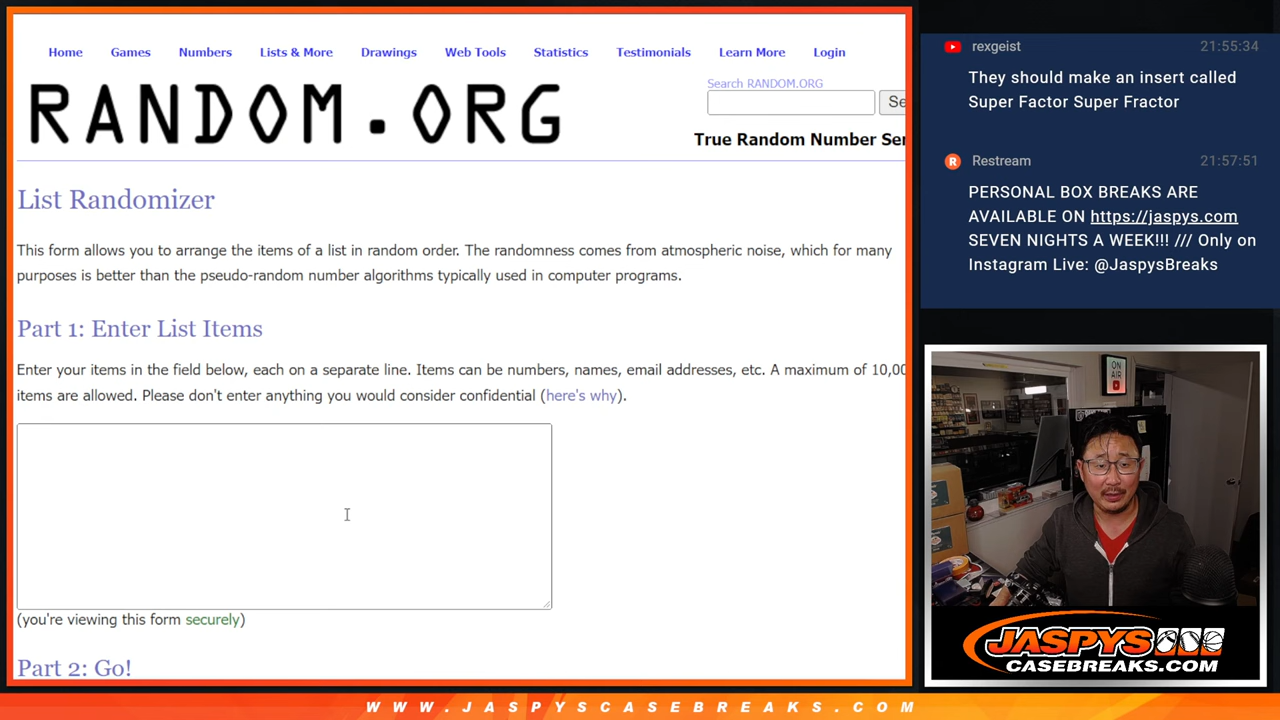 Home Games Numbers Lists & More Drawings Web Tools Statistics Testimonials Learn More Login
Search RANDOM.ORG
RANDOM.ORG
Se
True Random Number Ser
List Randomizer
This form allows you to arrange the items of a list in random order. The randomness comes from atmospheric noise, which for many
purposes is better than the pseudo-random number algorithms typically used in computer programs.
Part 1: Enter List Items
Enter your items in the field below, each on a separate line. Items can be numbers, names, email addresses, etc. A maximum of 10,00
items are allowed. Please don't enter anything you would consider confidential (here's why).
(you're viewing this form securely)
Part 2: Go!
rexgeist 21:55:34
They should make an insert called
Super Factor Super Fractor
R Restream 21:57:51
PERSONAL BOX BREAKS ARE
AVAILABLE ON https://jaspys.com
SEVEN NIGHTS A WEEK!!! /// Only on
Instagram Live: @JaspysBreaks
ON
AIR
JASPYS
CASEBREAKS.COM
WWW.JASPYSCASEBREAKS.COM